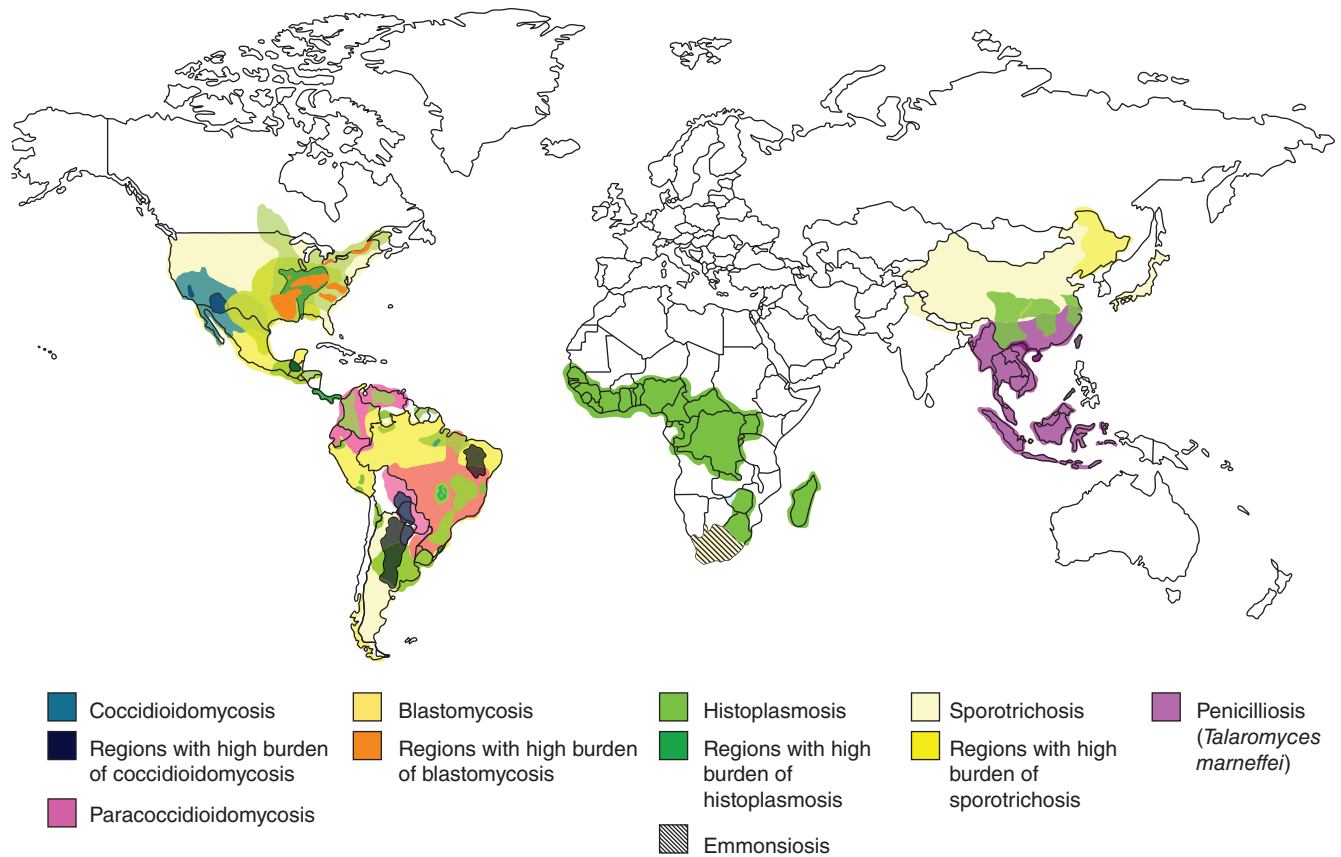 Coccidioidomycosis
Regions with high burden
of coccidioidomycosis
Paracoccidioidomycosis
Blastomycosis
Regions with high burden
of blastomycosis
Histoplasmosis
Regions with high
burden of
histoplasmosis
Emmonsiosis
Sporotrichosis
Regions with high
burden of
sporotrichosis
Penicilliosis
(Talaromyces
marneffei)